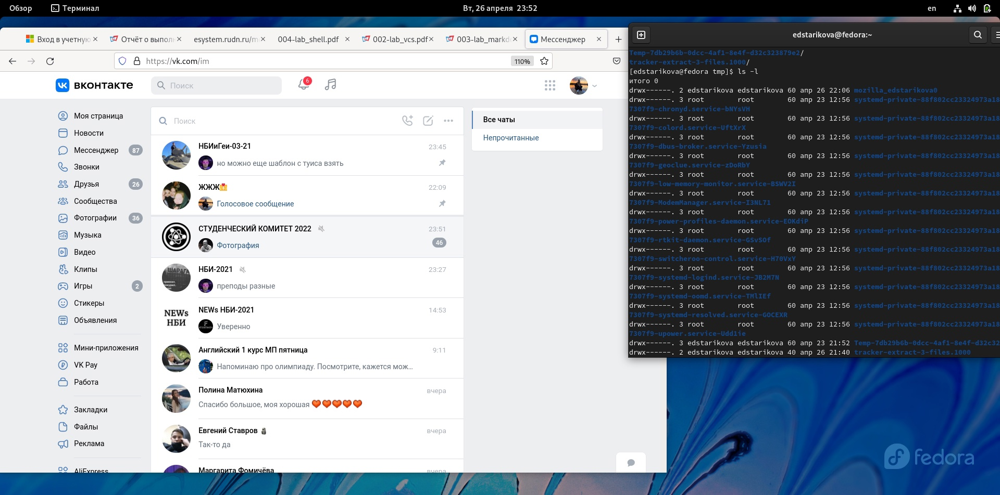 Обзор
Терминал
Вт, 26 апреля 23:52
en
Вход в учетную
Отчёт о выполн
esystem.rudn.ru/m
004-lab_shell.pdf
002-lab_vcs.pdf
003-lab_markd
Мессенджер
https://vk.com/im
110%
вконтакте
Поиск
6
Моя страница
Новости
Мессенджер 87
Звонки
Друзья 26
Сообщества
Фотографии 36
Музыка
Видео
Клипы
Игры 2
Стикеры
Объявления
Мини-приложения
VK Pay
Работа
Закладки
Файлы
Реклама
AliExpress
Поиск
НБИиГеи-03-21 23:45
но можно еще шаблон с туиса взять
ЖЖЖ 22:09
Голосовое сообщение
СТУДЕНЧЕСКИЙ КОМИТЕТ 2022 23:51
Фотография 46
ШАРАГА
НБИ-2021 23:27
преподы разные
NEWs
НБИ
NEWs НБИ-2021 14:53
Уверенно
Английский 1 курс МП пятница 9:11
Напоминаю про олимпиаду. Посмотрите, кажется мож...
Полина Матюхина вчера
Спасибо большое, моя хорошая ❤❤❤❤❤
Евгений Ставров 🗿 вчера
Так-то да
Маргарита Фомичёва вчера
Все чаты
Непрочитанные
edstarikova@fedora:~
Temp-7db29b6b-0dcc-4af1-8e4f-d32c323879e2/
tracker-extract-3-files.1000/
[edstarikova@fedora tmp]$ ls -l
итого 0
drwx------. 2 edstarikova edstarikova 60 апр 26 22:06 mozilla_edstarikova0
drwx------. 3 root        root        60 апр 23 12:56 systemd-private-88f802cc23324973a18
7307f9-chronyd.service-bNYsVH
drwx------. 3 root        root        60 апр 23 12:56 systemd-private-88f802cc23324973a18
7307f9-colord.service-UftXrX
drwx------. 3 root        root        60 апр 23 12:56 systemd-private-88f802cc23324973a18
7307f9-dbus-broker.service-Yzusia
drwx------. 3 root        root        60 апр 23 12:56 systemd-private-88f802cc23324973a18
7307f9-geoclue.service-zDoRbY
drwx------. 3 root        root        60 апр 23 12:56 systemd-private-88f802cc23324973a18
7307f9-low-memory-monitor.service-BSWV2I
drwx------. 3 root        root        60 апр 23 12:56 systemd-private-88f802cc23324973a18
7307f9-ModemManager.service-I3NL71
drwx------. 3 root        root        60 апр 23 12:56 systemd-private-88f802cc23324973a18
7307f9-power-profiles-daemon.service-EOKdiP
drwx------. 3 root        root        60 апр 23 12:56 systemd-private-88f802cc23324973a18
7307f9-rtkit-daemon.service-GSvSOf
drwx------. 3 root        root        60 апр 23 12:56 systemd-private-88f802cc23324973a18
7307f9-switcheroo-control.service-H70VxY
drwx------. 3 root        root        60 апр 23 12:56 systemd-private-88f802cc23324973a18
7307f9-systemd-logind.service-JB2M7N
drwx------. 3 root        root        60 апр 23 12:56 systemd-private-88f802cc23324973a18
7307f9-systemd-oomd.service-TMlIEf
drwx------. 3 root        root        60 апр 23 12:56 systemd-private-88f802cc23324973a18
7307f9-systemd-resolved.service-GOCEXR
drwx------. 3 root        root        60 апр 23 12:56 systemd-private-88f802cc23324973a18
7307f9-upower.service-Udd1ie
drwx------. 3 edstarikova edstarikova 60 апр 23 21:52 Temp-7db29b6b-0dcc-4af1-8e4f-d32c32
drwx------. 2 edstarikova edstarikova 40 апр 26 21:40 tracker-extract-3-files.1000
fedora